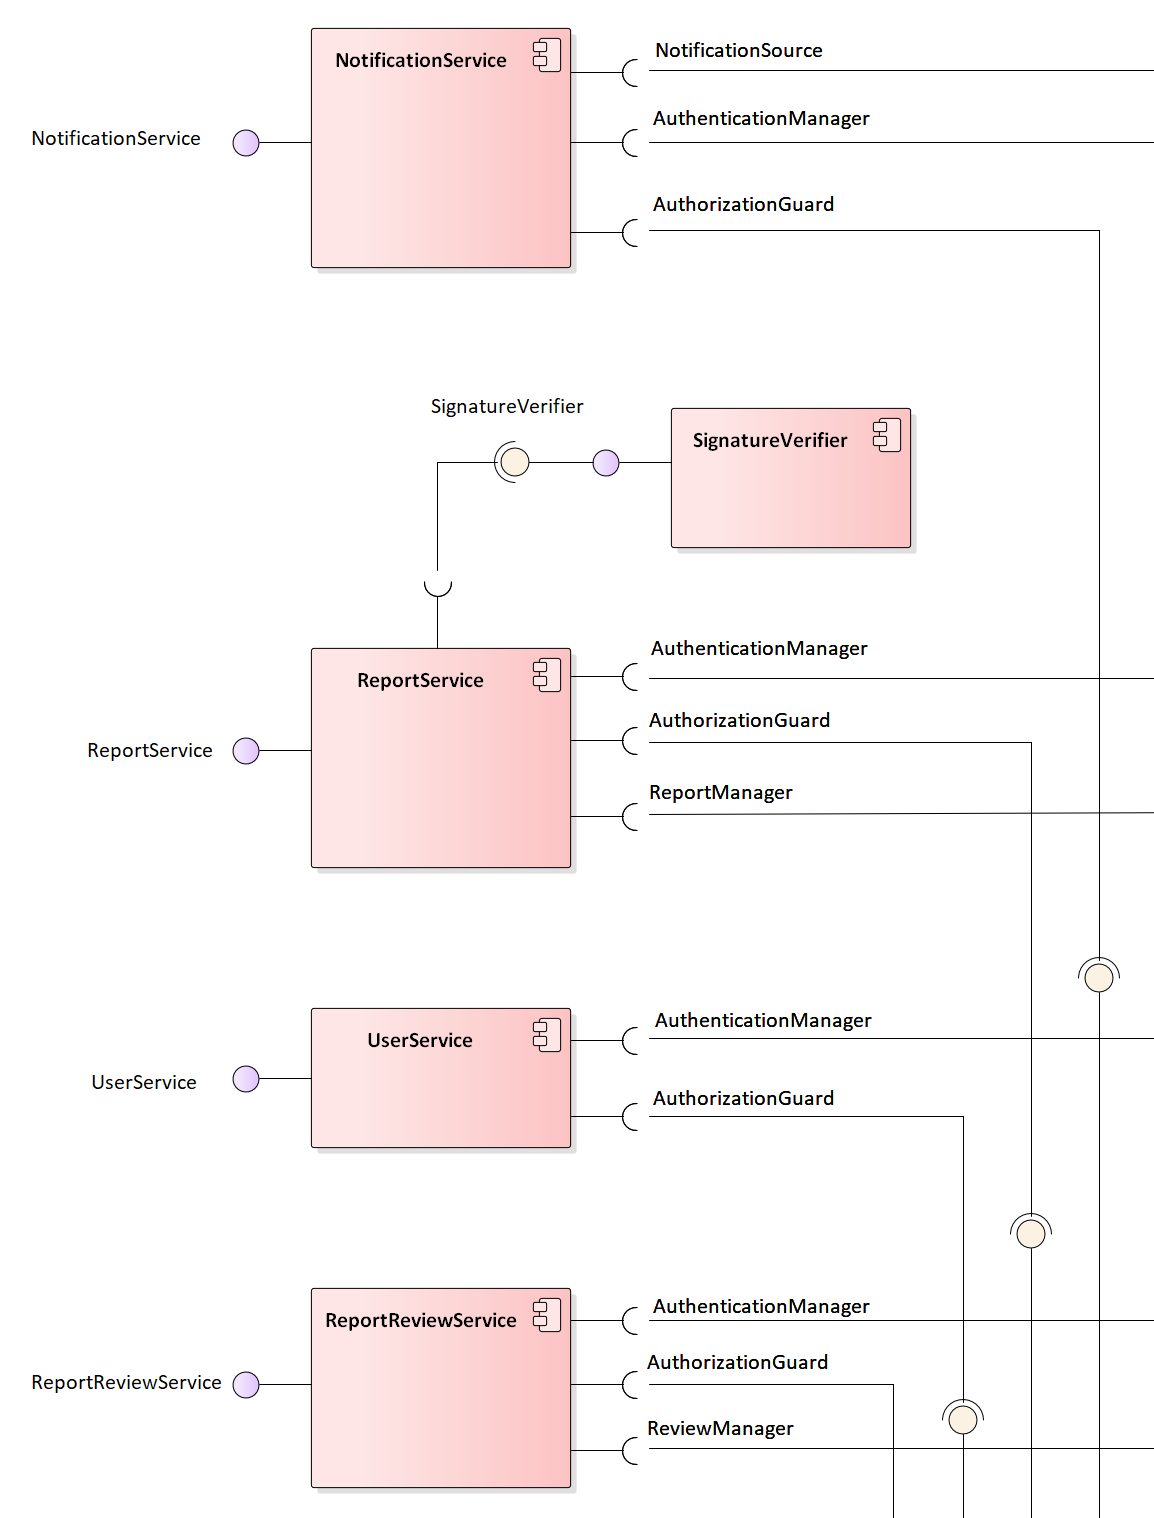 NotificationService
NotificationSource
AuthenticationManager
NotificationService
AuthorizationGuard
SignatureVerifier
SignatureVerifier
AuthenticationManager
ReportService
AuthorizationGuard
ReportService
ReportManager
AuthenticationManager
UserService
UserService
AuthorizationGuard
AuthenticationManager
ReportReviewService
AuthorizationGuard
ReportReviewService
ReviewManager